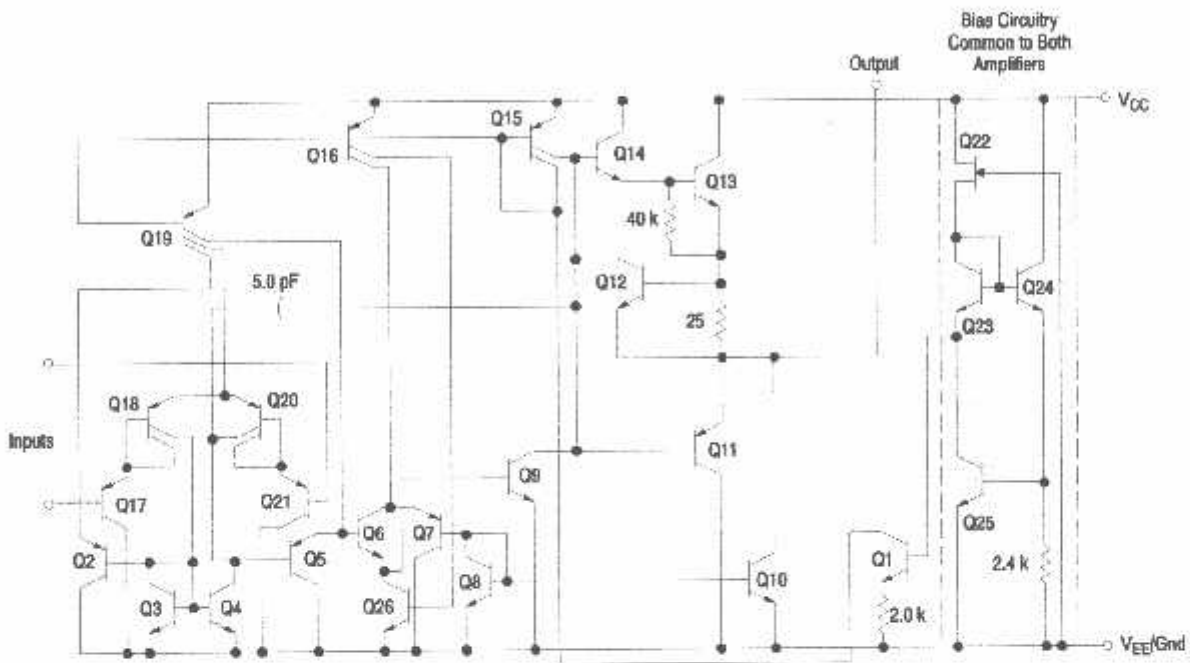 Bias Circuitry
Common to Both
Amplifiers
Output
VCC
Q15
Q22
Q16
Q14
Q13
40 k
Q19
5.0 pF
Q12
Q24
25
Q23
Q18
Q20
Inputs
Q11
Q9
Q17
Q21
Q6
Q7
Q25
Q2
Q5
Q1
Q8
Q10
2.4 k
Q3
Q4
Q26
2.0 k
VEE/Gnd